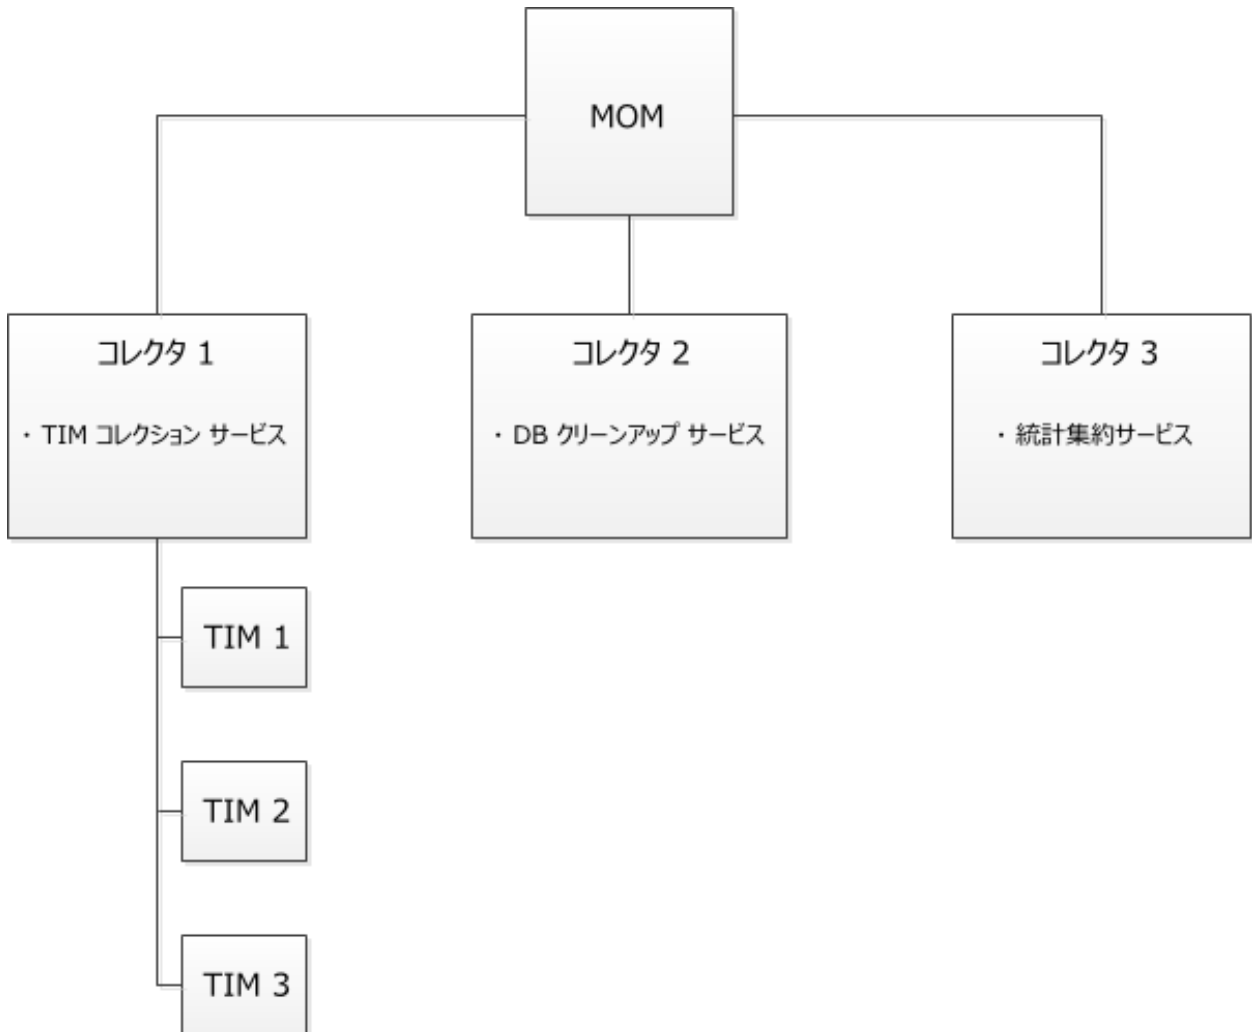 MOM
コレクタ 1
・TIM コレクション サービス
コレクタ 2
・DB クリーンアップ サービス
コレクタ 3
・統計集約サービス
TIM 1
TIM 2
TIM 3